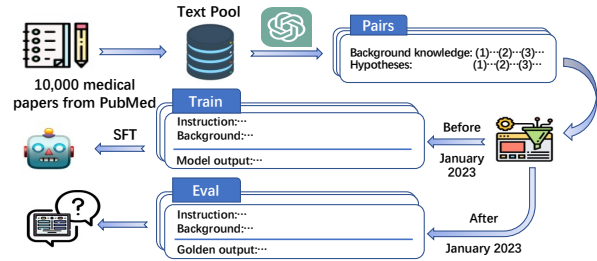 Text Pool
10,000 medical
papers from PubMed
Pairs
Background knowledge: (1)⋯(2)⋯(3)⋯
Hypotheses: (1)⋯(2)⋯(3)⋯
Train
Instruction:⋯
Background:⋯
Model output:⋯
SFT
Before
January
2023
Eval
Instruction:⋯
Background:⋯
Golden output:⋯
After
January 2023
?